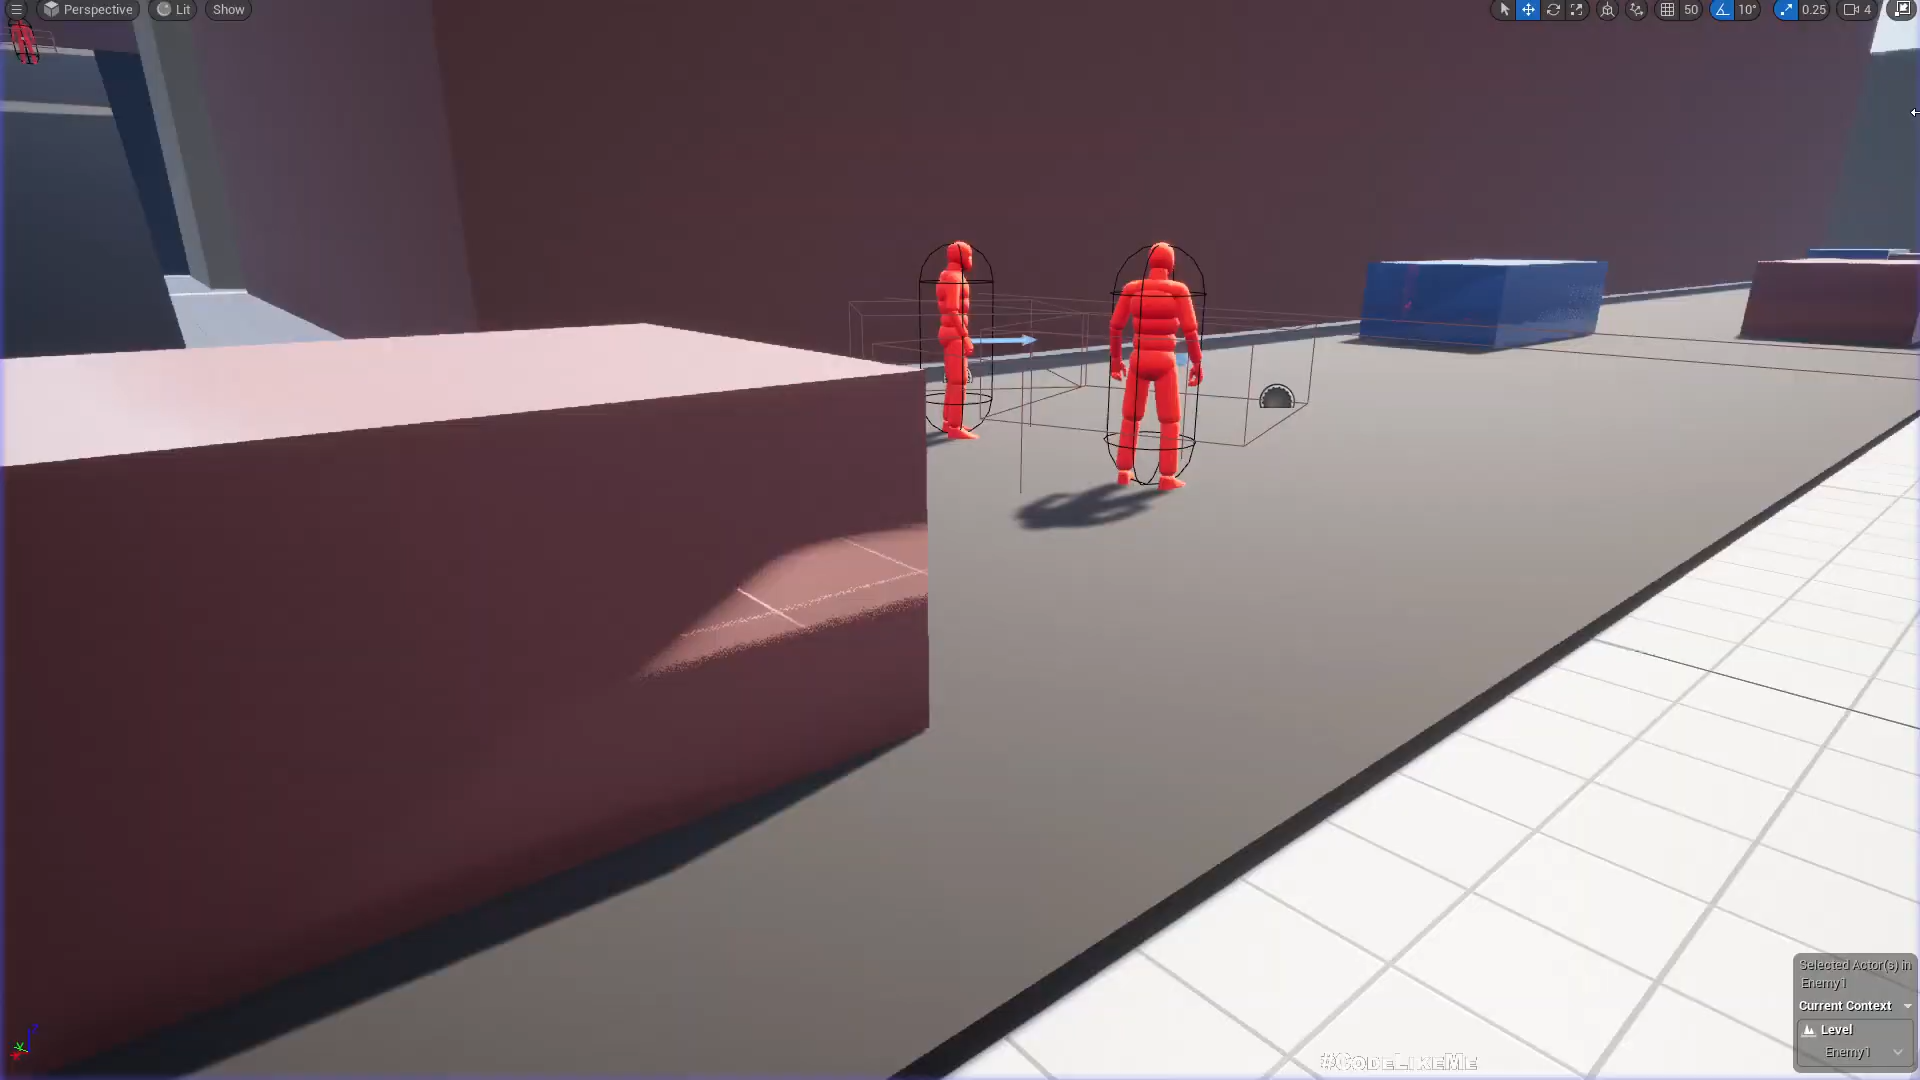 Perspective
Lit
Show
50
10°
0.25
4
Selected Actor(s) in
Enemy1
Current Context
Level
Enemy1
#CodeLikeMe